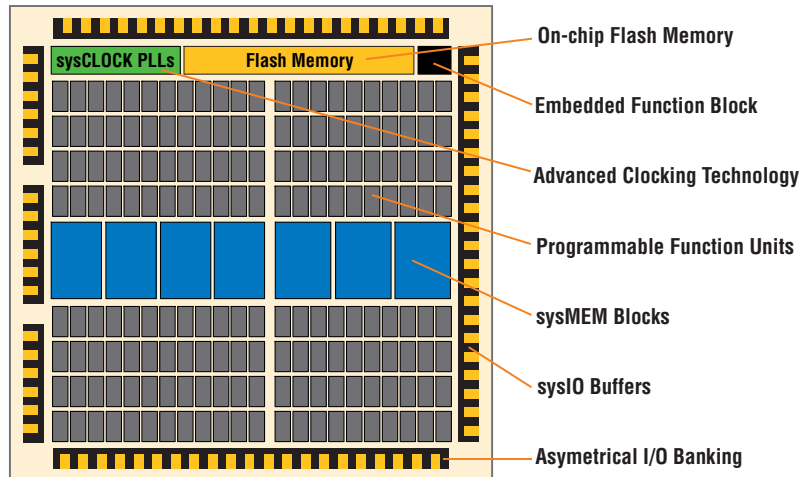 sysCLOCK PLLs
Flash Memory
On-chip Flash Memory
Embedded Function Block
Advanced Clocking Technology
Programmable Function Units
sysMEM Blocks
sysIO Buffers
Asymetrical I/O Banking